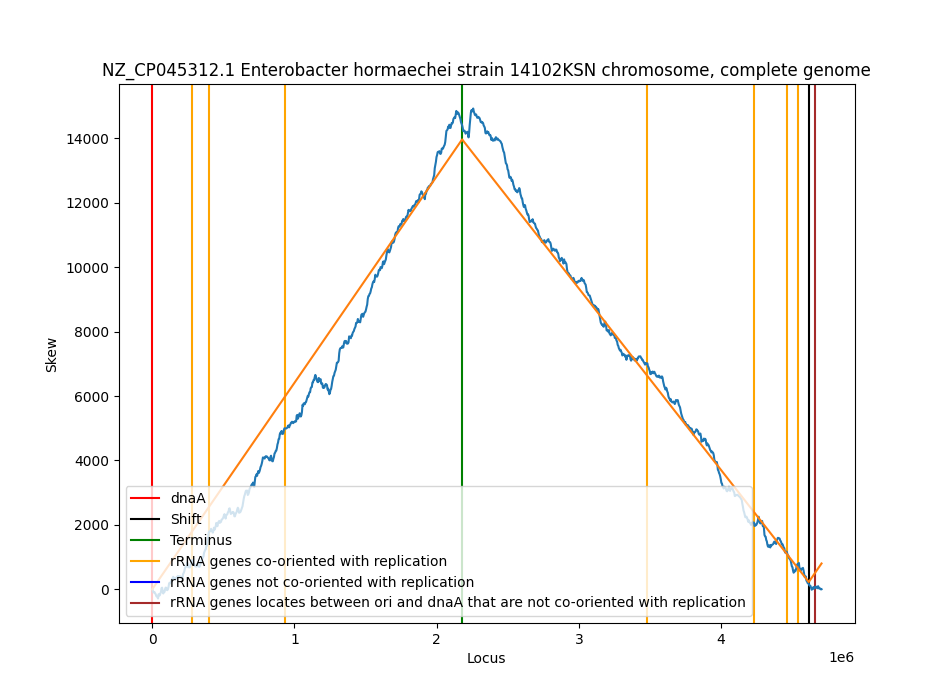 NZ_CP045312.1 Enterobacter hormaechei strain 14102KSN chromosome, complete genome
Skew
14000
12000
10000
8000
6000
4000
2000
0
dnaA
Shift
Terminus
rRNA genes co-oriented with replication
rRNA genes not co-oriented with replication
rRNA genes locates between ori and dnaA that are not co-oriented with replication
0 1 2 3 4
1e6
Locus